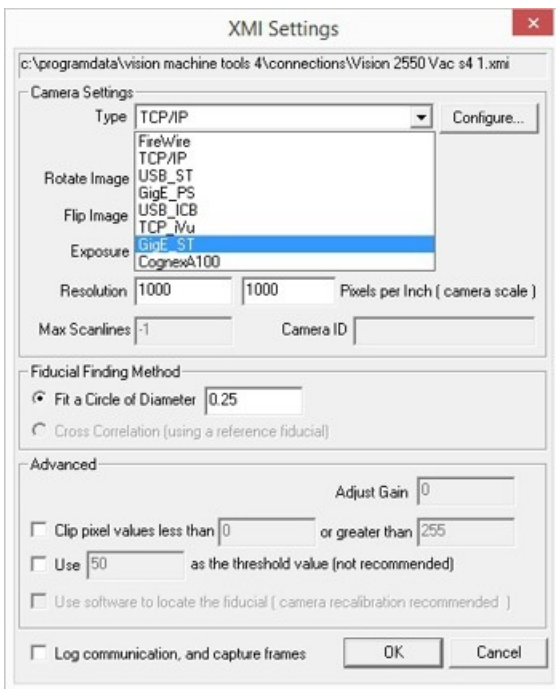 XMI Settings
×
c:\programdata\vision machine tools 4\connections\Vision 2550 Vac s4 1.xmi
Camera Settings
Type TCP/IP Configure...
FireWire
TCP/IP
Rotate Image USB_ST
GigE_PS
Flip Image USB_ICB
TCP_iVu
Exposure GigE_ST
CognexA100
Resolution 1000 1000 Pixels per Inch ( camera scale )
Max Scanlines -1 Camera ID
Fiducial Finding Method
Fit a Circle of Diameter 0.25
Cross Correlation (using a reference fiducial)
Advanced
Adjust Gain 0
Clip pixel values less than 0 or greater than 255
Use 50 as the threshold value (not recommended)
Use software to locate the fiducial ( camera recalibration recommended )
Log communication, and capture frames OK Cancel